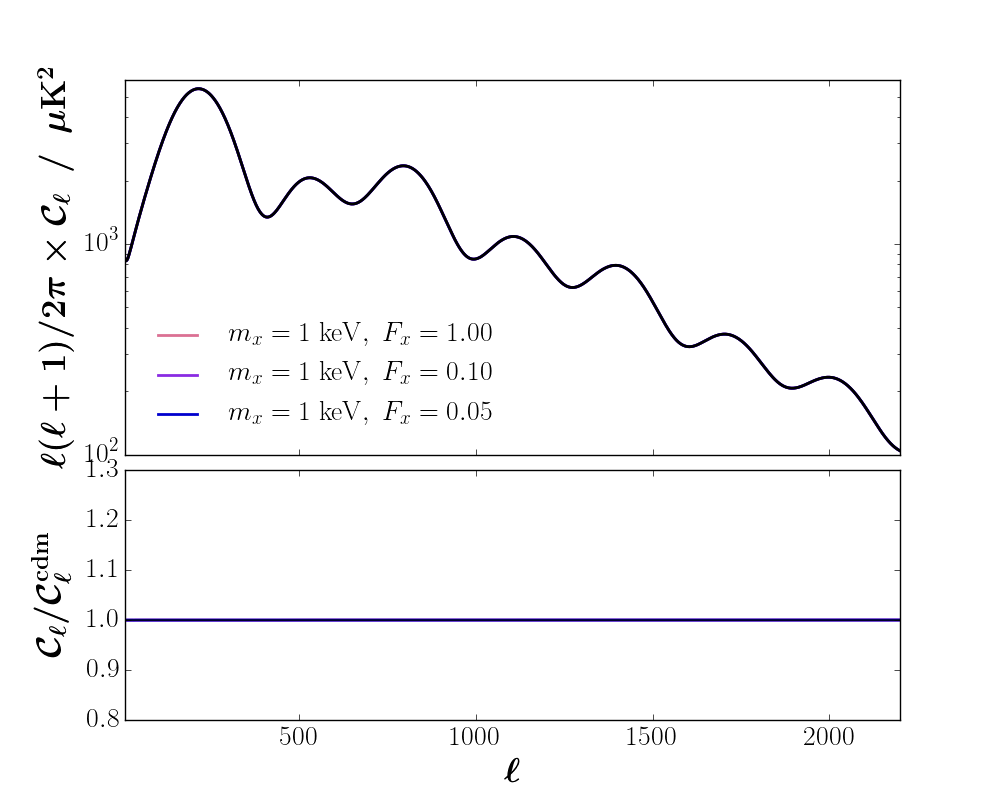 ℓ(ℓ + 1)/2π × 𝒞ℓ / μK²
10³
10²
mₓ = 1 keV, Fₓ = 1.00
mₓ = 1 keV, Fₓ = 0.10
mₓ = 1 keV, Fₓ = 0.05
𝒞ℓ/𝒞ℓᶜᵈᵐ
1.3
1.2
1.1
1.0
0.9
0.8
500 1000 1500 2000
ℓ